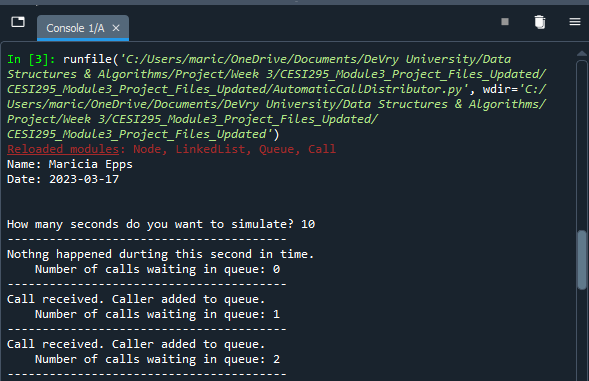 Console 1/A
In [3]: runfile('C:/Users/maric/OneDrive/Documents/DeVry University/Data
Structures & Algorithms/Project/Week 3/CESI295_Module3_Project_Files_Updated/
CESI295_Module3_Project_Files_Updated/AutomaticCallDistributor.py', wdir='C:/
Users/maric/OneDrive/Documents/DeVry University/Data Structures & Algorithms/
Project/Week 3/CESI295_Module3_Project_Files_Updated/
CESI295_Module3_Project_Files_Updated')
Reloaded modules: Node, LinkedList, Queue, Call
Name: Maricia Epps
Date: 2023-03-17
How many seconds do you want to simulate? 10
----------------------------------------
Nothng happened durting this second in time.
    Number of calls waiting in queue: 0
----------------------------------------
Call received. Caller added to queue.
    Number of calls waiting in queue: 1
----------------------------------------
Call received. Caller added to queue.
    Number of calls waiting in queue: 2
----------------------------------------